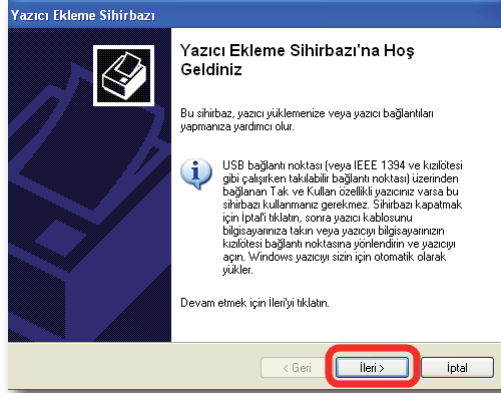 Yazıcı Ekleme Sihirbazı
Yazıcı Ekleme Sihirbazı'na Hoş
Geldiniz
Bu sihirbaz, yazıcı yüklemenize veya yazıcı bağlantıları
yapmanıza yardımcı olur.
USB bağlantı noktası (veya IEEE 1394 ve kızılötesi
gibi çalışırken takılabilir bağlantı noktası) üzerinden
bağlanan Tak ve Kullan özellikli yazıcınız varsa bu
sihirbazı kullanmanız gerekmez. Sihirbazı kapatmak
için İptal'i tıklatın, sonra yazıcı kablosunu
bilgisayarınıza takın veya yazıcıyı bilgisayarınızın
kızılötesi bağlantı noktasına yönlendirin ve yazıcıyı
açın. Windows yazıcıyı sizin için otomatik olarak
yükler.
Devam etmek için İleri'yi tıklatın.
< Geri
İleri >
İptal